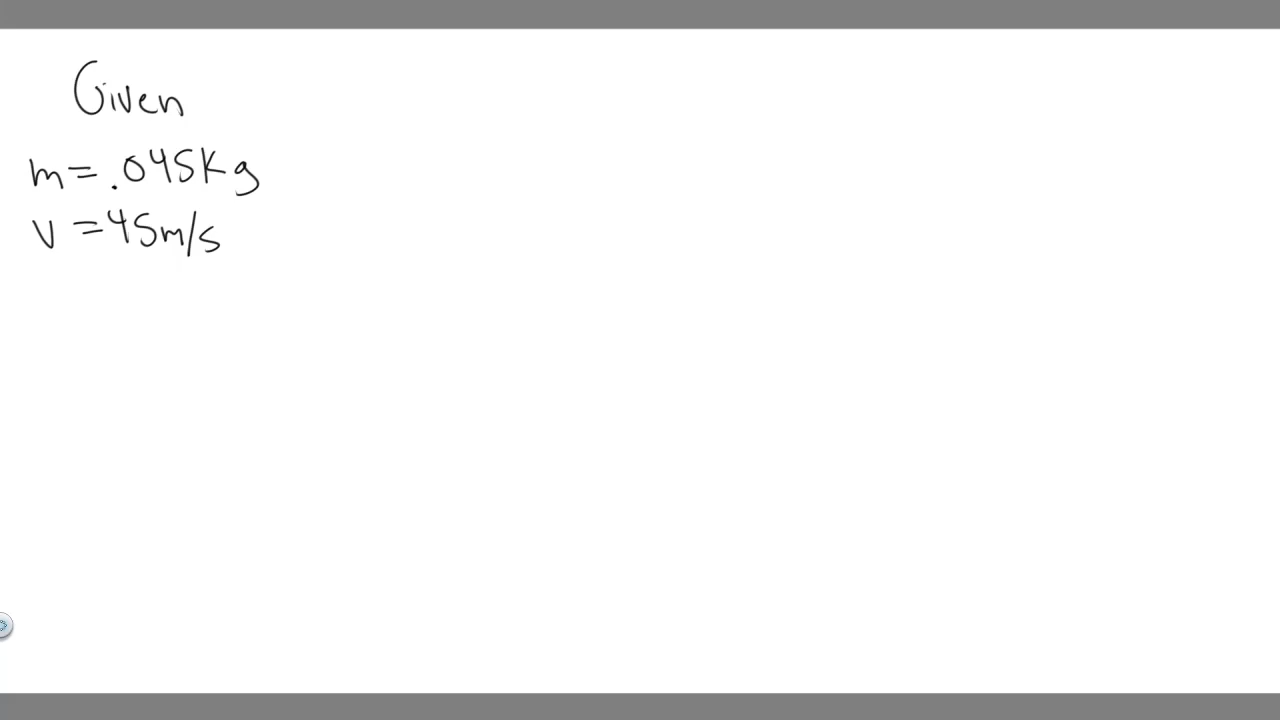 Given
m = .045Kg
v = 45m/s